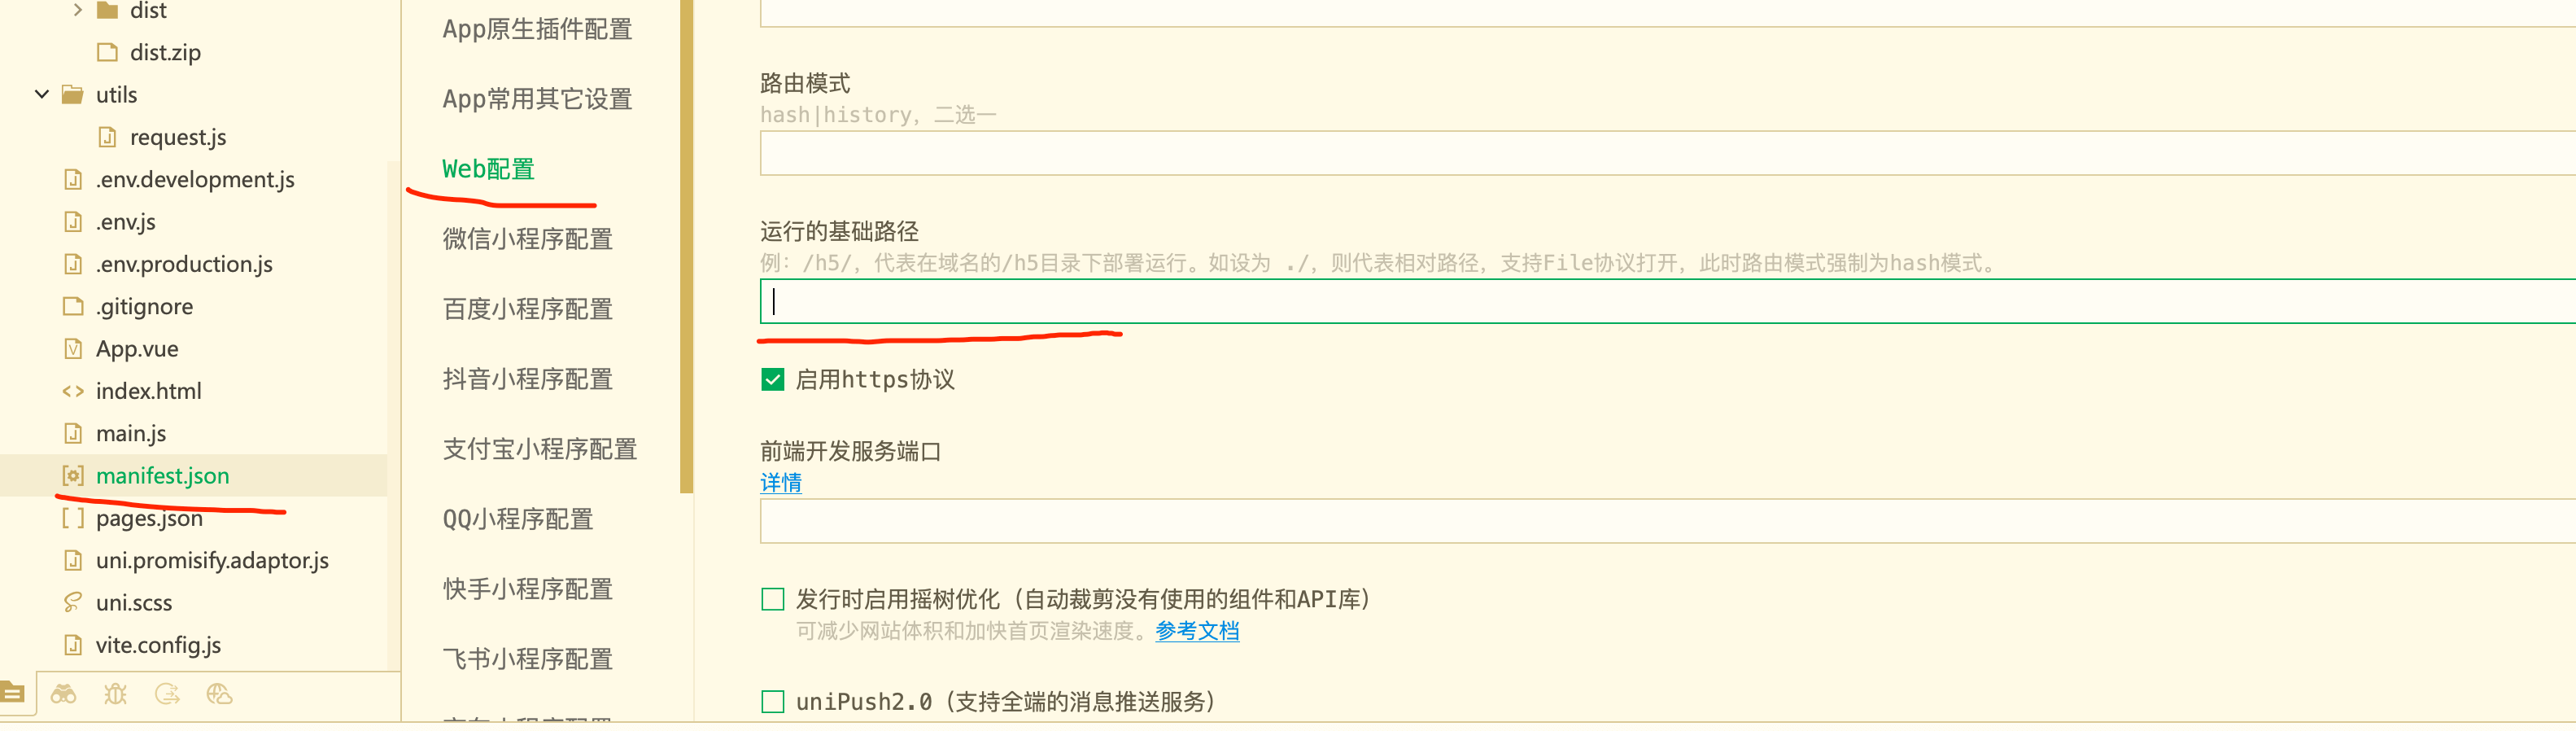 dist
dist.zip
utils
request.js
.env.development.js
.env.js
.env.production.js
.gitignore
App.vue
index.html
main.js
manifest.json
pages.json
uni.promisify.adaptor.js
uni.scss
vite.config.js
App原生插件配置
App常用其它设置
Web配置
微信小程序配置
百度小程序配置
抖音小程序配置
支付宝小程序配置
QQ小程序配置
快手小程序配置
飞书小程序配置
路由模式
hash|history，二选一
运行的基础路径
例：/h5/，代表在域名的/h5目录下部署运行。如设为 ./，则代表相对路径，支持File协议打开，此时路由模式强制为hash模式。
启用https协议
前端开发服务端口
详情
发行时启用摇树优化（自动裁剪没有使用的组件和API库）
可减少网站体积和加快首页渲染速度。参考文档
uniPush2.0（支持全端的消息推送服务）